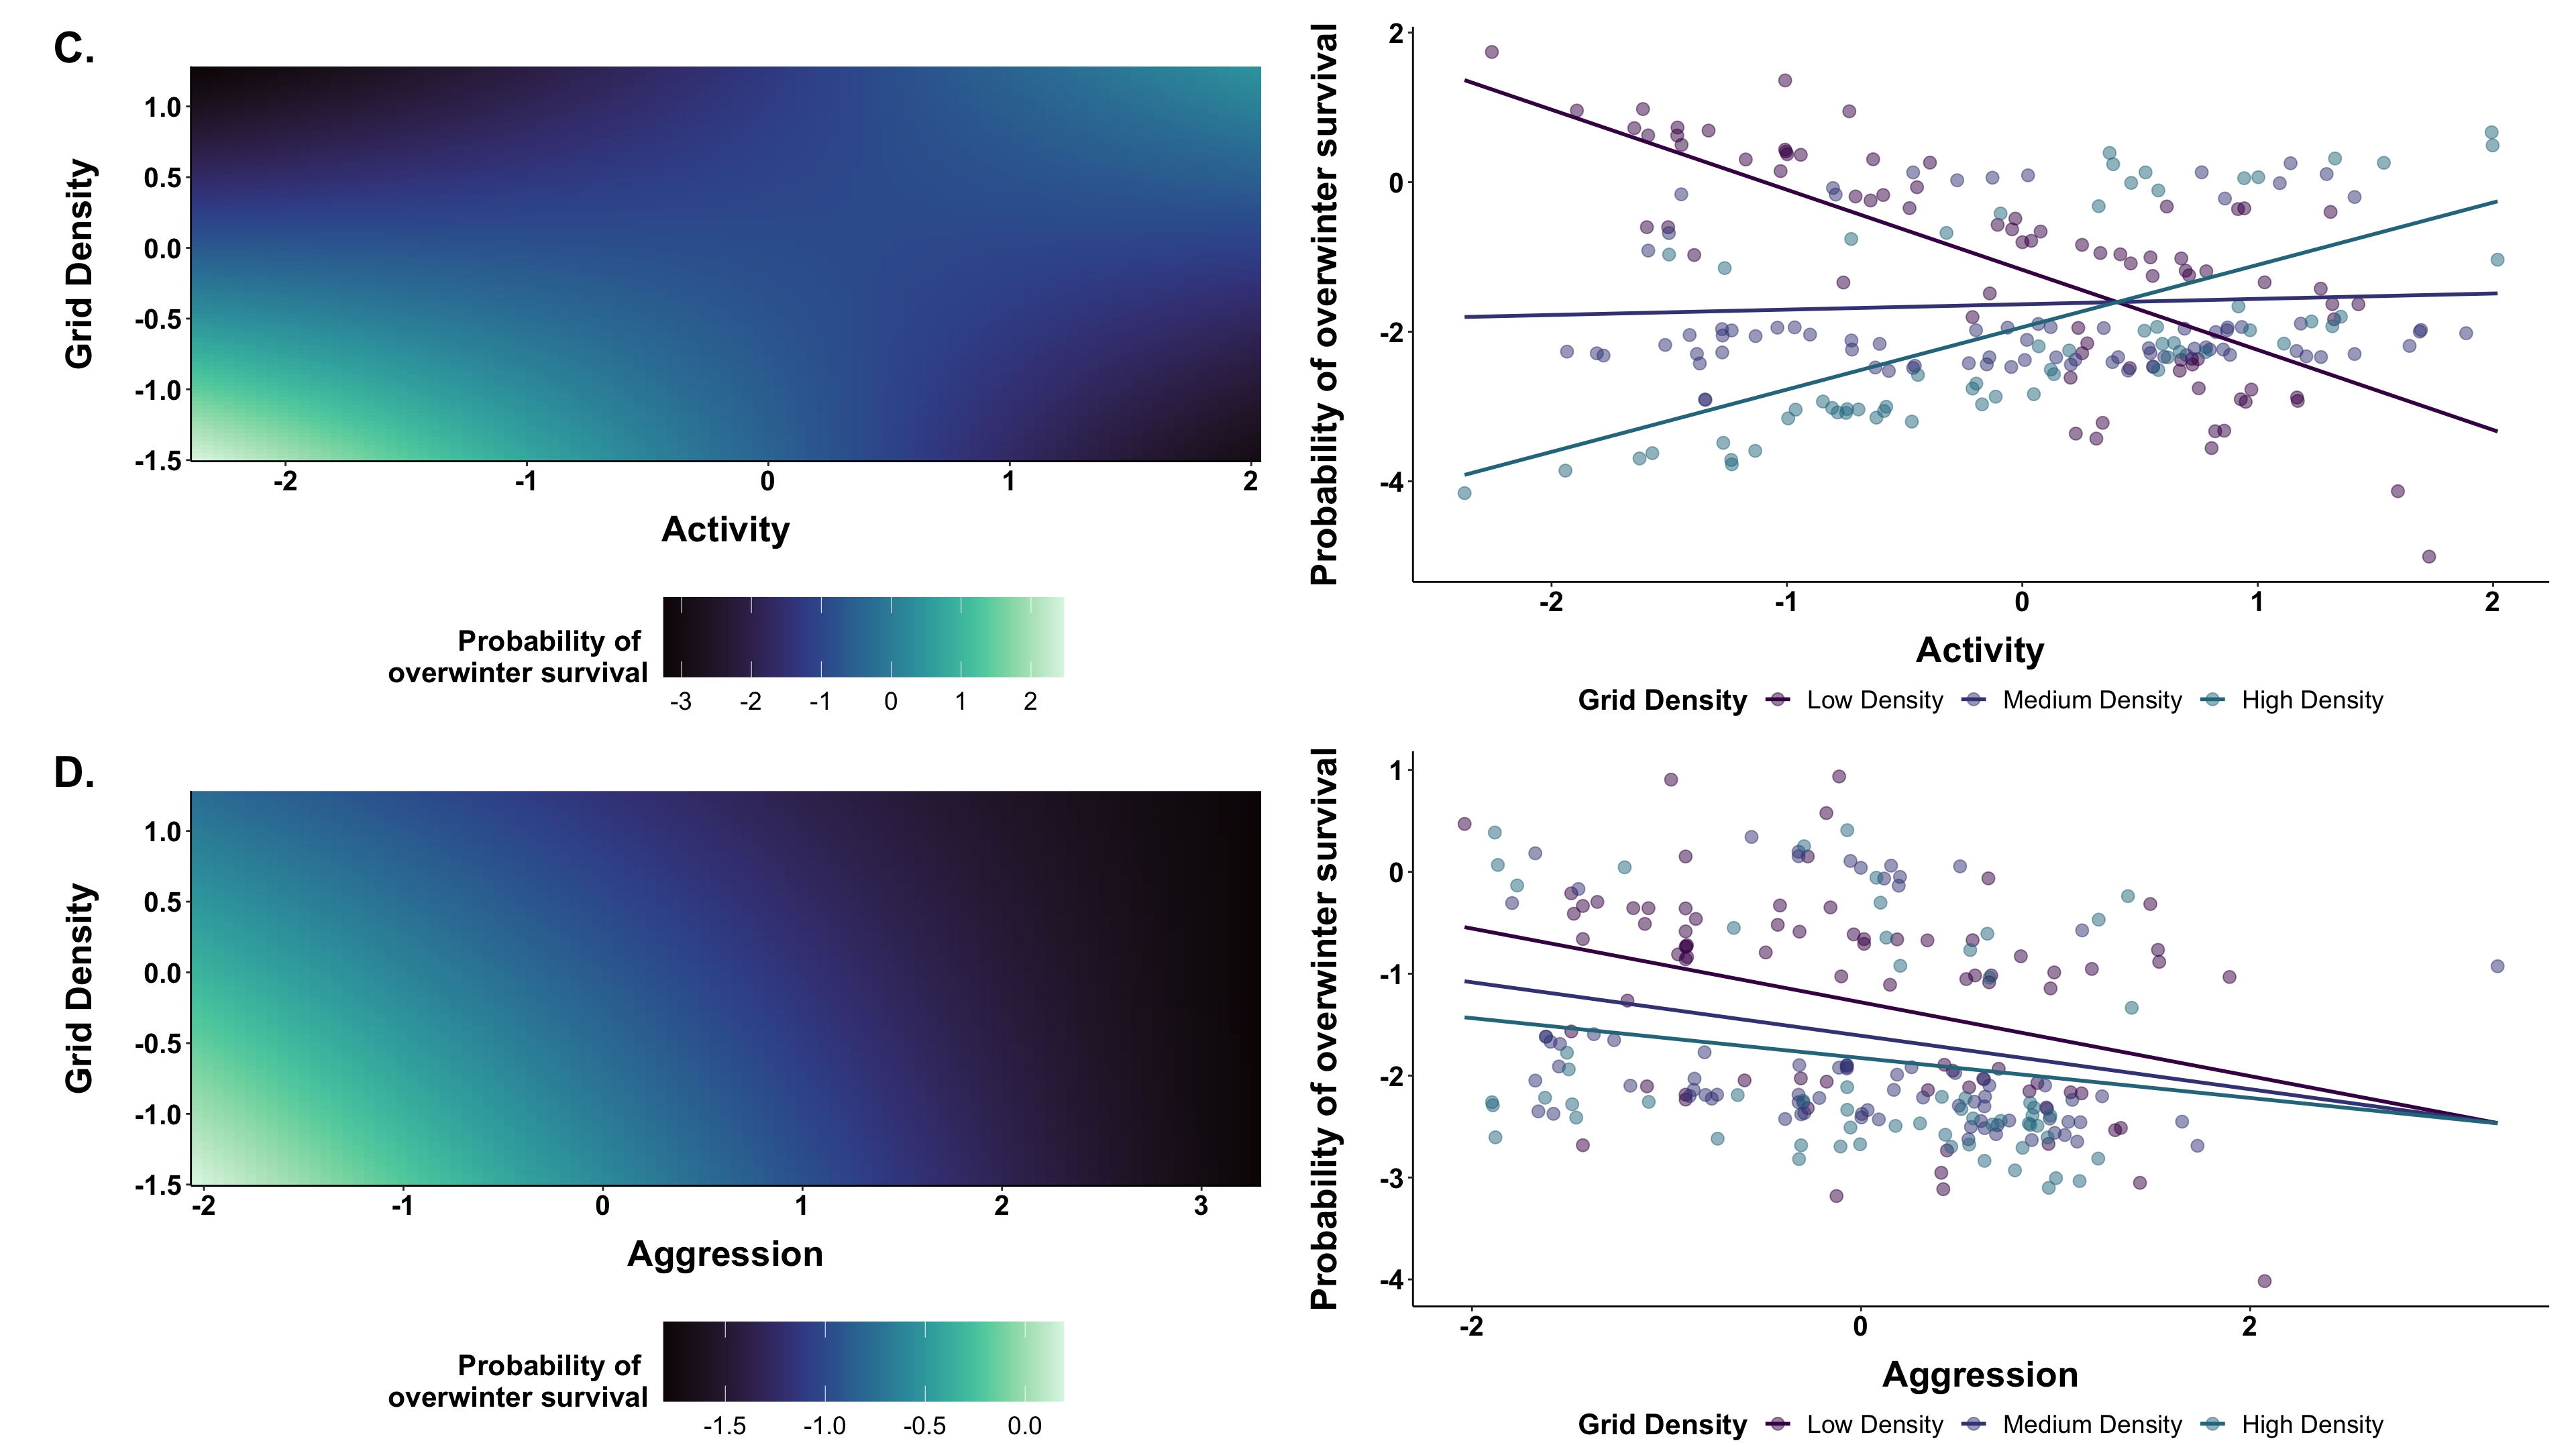 C.
Grid Density
1.0
0.5
0.0
-0.5
-1.0
-1.5
-2 -1 0 1 2
Activity
Probability of
overwinter survival
-3 -2 -1 0 1 2
Probability of overwinter survival
2
0
-2
-4
-2 -1 0 1 2
Activity
Grid Density Low Density Medium Density High Density
D.
Grid Density
1.0
0.5
0.0
-0.5
-1.0
-1.5
-2 -1 0 1 2 3
Aggression
Probability of
overwinter survival
-1.5 -1.0 -0.5 0.0
Probability of overwinter survival
1
0
-1
-2
-3
-4
-2 0 2
Aggression
Grid Density Low Density Medium Density High Density